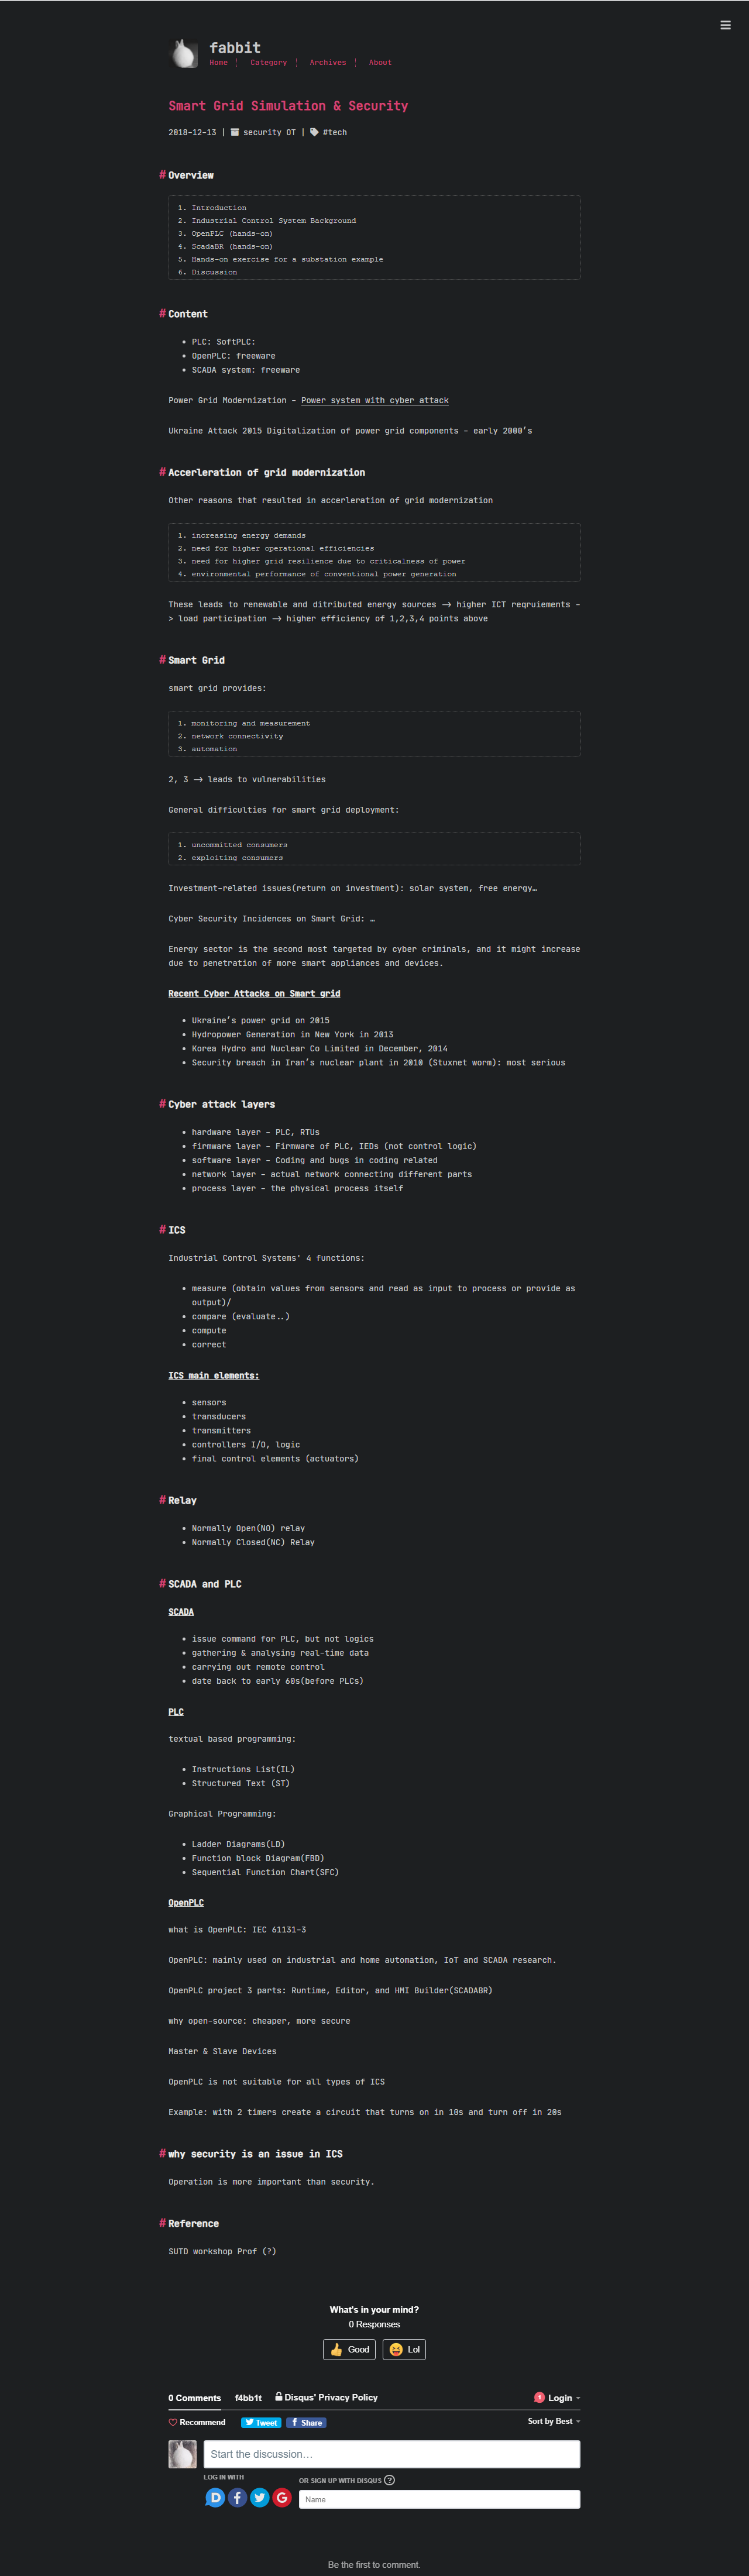 fabbit
Home | Category | Archives | About
Smart Grid Simulation & Security
2018-12-13 | security OT | #tech
# Overview
1. Introduction
2. Industrial Control System Background
3. OpenPLC (hands-on)
4. ScadaBR (hands-on)
5. Hands-on exercise for a substation example
6. Discussion
# Content
• PLC: SoftPLC:
• OpenPLC: freeware
• SCADA system: freeware
Power Grid Modernization - Power system with cyber attack
Ukraine Attack 2015 Digitalization of power grid components - early 2000’s
# Accerleration of grid modernization
Other reasons that resulted in accerleration of grid modernization
1. increasing energy demands
2. need for higher operational efficiencies
3. need for higher grid resilience due to criticalness of power
4. environmental performance of conventional power generation
These leads to renewable and ditributed energy sources -> higher ICT reqruiements -
> load participation -> higher efficiency of 1,2,3,4 points above
# Smart Grid
smart grid provides:
1. monitoring and measurement
2. network connectivity
3. automation
2, 3 -> leads to vulnerabilities
General difficulties for smart grid deployment:
1. uncommitted consumers
2. exploiting consumers
Investment-related issues(return on investment): solar system, free energy…
Cyber Security Incidences on Smart Grid: …
Energy sector is the second most targeted by cyber criminals, and it might increase
due to penetration of more smart appliances and devices.
Recent Cyber Attacks on Smart grid
• Ukraine’s power grid on 2015
• Hydropower Generation in New York in 2013
• Korea Hydro and Nuclear Co Limited in December, 2014
• Security breach in Iran’s nuclear plant in 2010 (Stuxnet worm): most serious
# Cyber attack layers
• hardware layer - PLC, RTUs
• firmware layer - Firmware of PLC, IEDs (not control logic)
• software layer - Coding and bugs in coding related
• network layer - actual network connecting different parts
• process layer - the physical process itself
# ICS
Industrial Control Systems' 4 functions:
• measure (obtain values from sensors and read as input to process or provide as
output)/
• compare (evaluate..)
• compute
• correct
ICS main elements:
• sensors
• transducers
• transmitters
• controllers I/O, logic
• final control elements (actuators)
# Relay
• Normally Open(NO) relay
• Normally Closed(NC) Relay
# SCADA and PLC
SCADA
• issue command for PLC, but not logics
• gathering & analysing real-time data
• carrying out remote control
• date back to early 60s(before PLCs)
PLC
textual based programming:
• Instructions List(IL)
• Structured Text (ST)
Graphical Programming:
• Ladder Diagrams(LD)
• Function block Diagram(FBD)
• Sequential Function Chart(SFC)
OpenPLC
what is OpenPLC: IEC 61131-3
OpenPLC: mainly used on industrial and home automation, IoT and SCADA research.
OpenPLC project 3 parts: Runtime, Editor, and HMI Builder(SCADABR)
why open-source: cheaper, more secure
Master & Slave Devices
OpenPLC is not suitable for all types of ICS
Example: with 2 timers create a circuit that turns on in 10s and turn off in 20s
# why security is an issue in ICS
Operation is more important than security.
# Reference
SUTD workshop Prof (?)
What's in your mind?
0 Responses
Good Lol
0 Comments f4bb1t Disqus' Privacy Policy 1 Login
Recommend Tweet Share Sort by Best
Start the discussion…
LOG IN WITH
OR SIGN UP WITH DISQUS ?
Name
Be the first to comment.